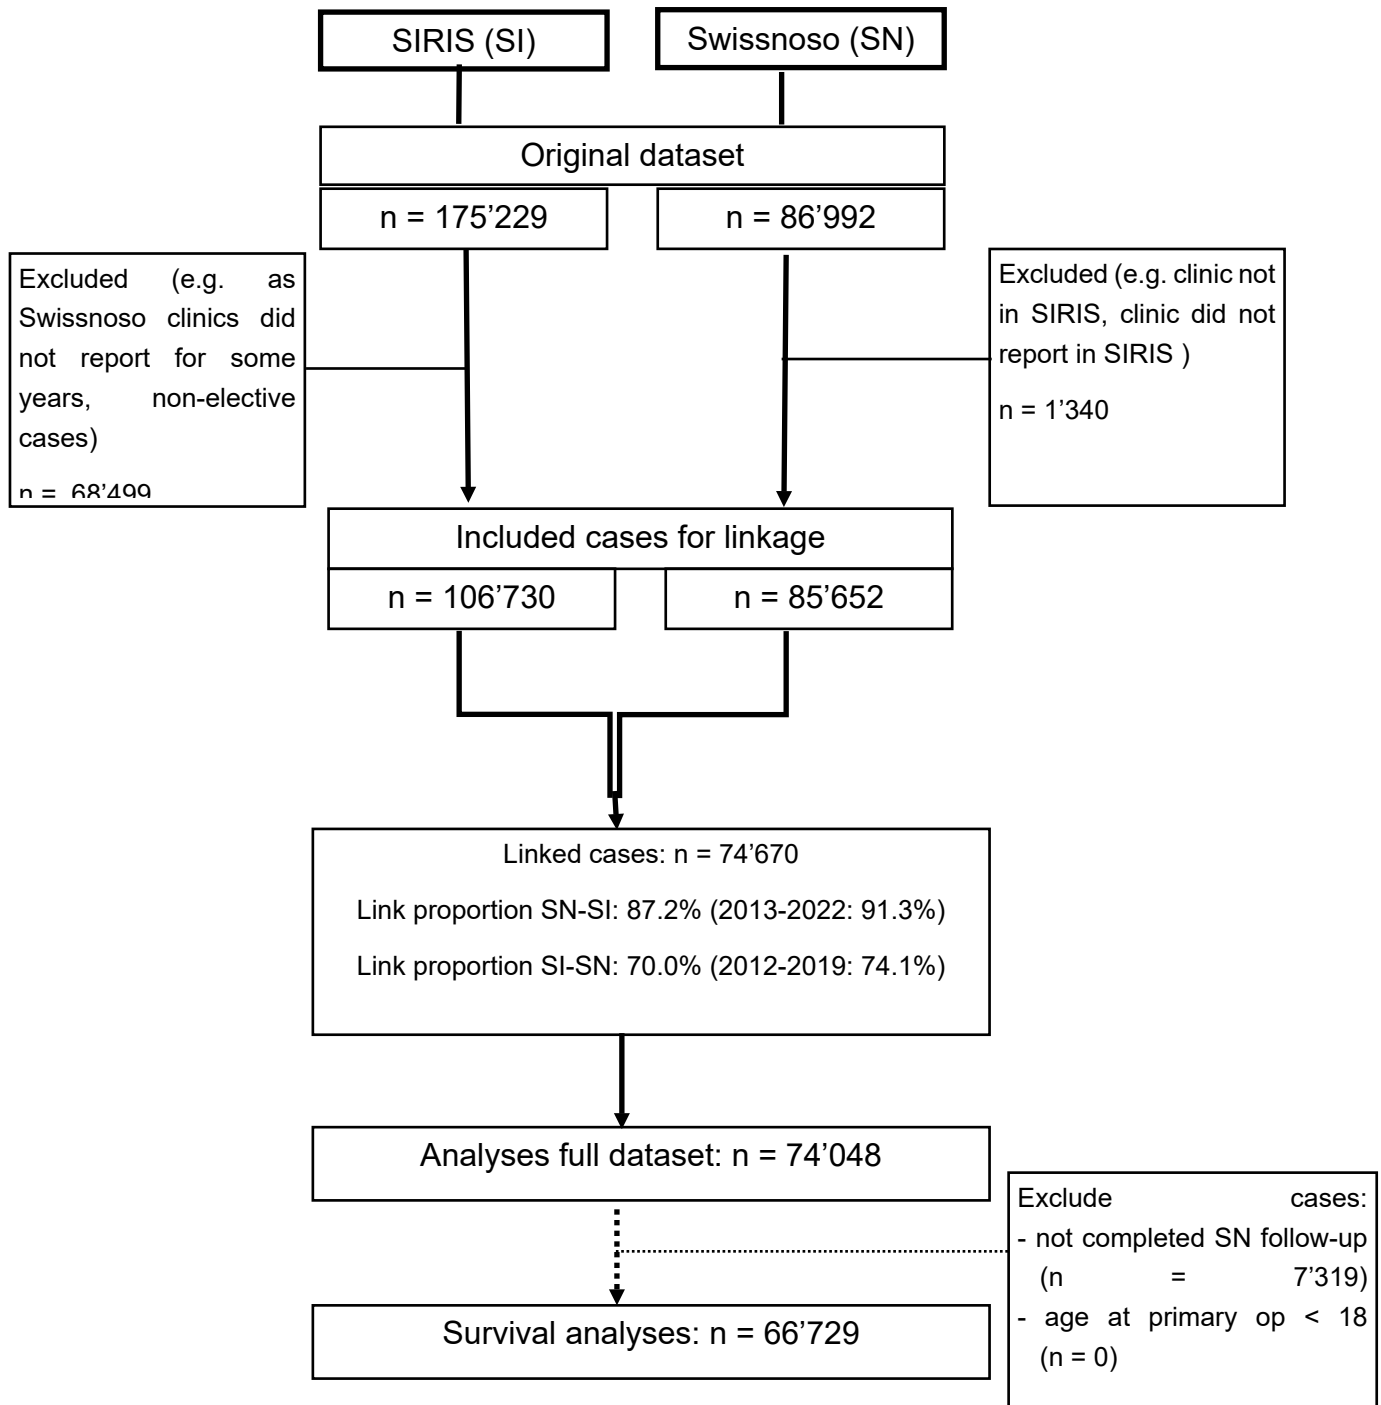 SIRIS (SI)
Swissnoso (SN)
Original dataset
n = 175’229
n = 86’992
Excluded (e.g. as
Swissnoso clinics did
not report for some
years, non-elective
cases)
n = 68’499
Excluded (e.g. clinic not
in SIRIS, clinic did not
report in SIRIS )
n = 1’340
Included cases for linkage
n = 106’730
n = 85’652
Linked cases: n = 74’670
Link proportion SN-SI: 87.2% (2013-2022: 91.3%)
Link proportion SI-SN: 70.0% (2012-2019: 74.1%)
Analyses full dataset: n = 74’048
Exclude cases:
- not completed SN follow-up
(n = 7’319)
- age at primary op < 18
(n = 0)
Survival analyses: n = 66’729